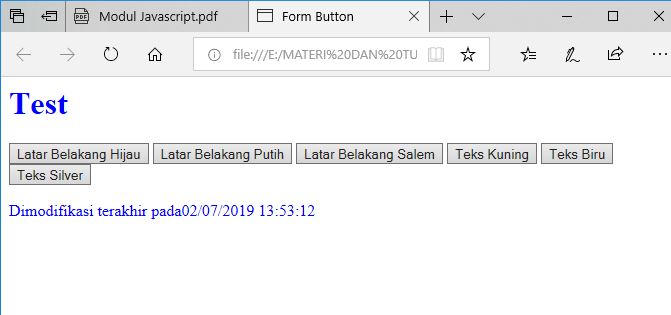 Modul Javascript.pdf
Form Button
file:///E:/MATERI%20DAN%20TU
Test
Latar Belakang Hijau Latar Belakang Putih Latar Belakang Salem Teks Kuning Teks Biru
Teks Silver
Dimodifikasi terakhir pada02/07/2019 13:53:12